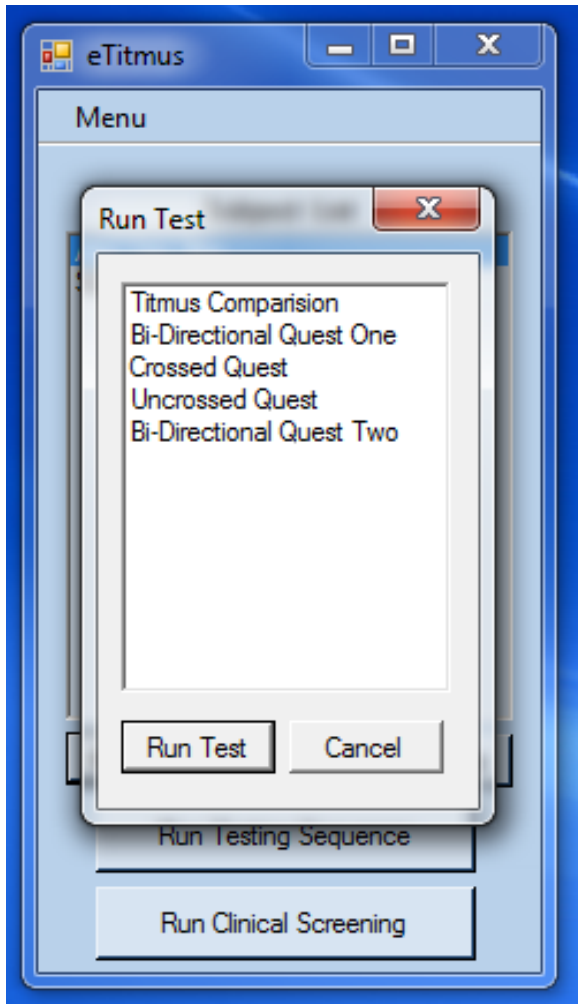 eTitmus
Menu
Run Test
Titmus Comparision
Bi-Directional Quest One
Crossed Quest
Uncrossed Quest
Bi-Directional Quest Two
Run Test
Cancel
Run Testing Sequence
Run Clinical Screening